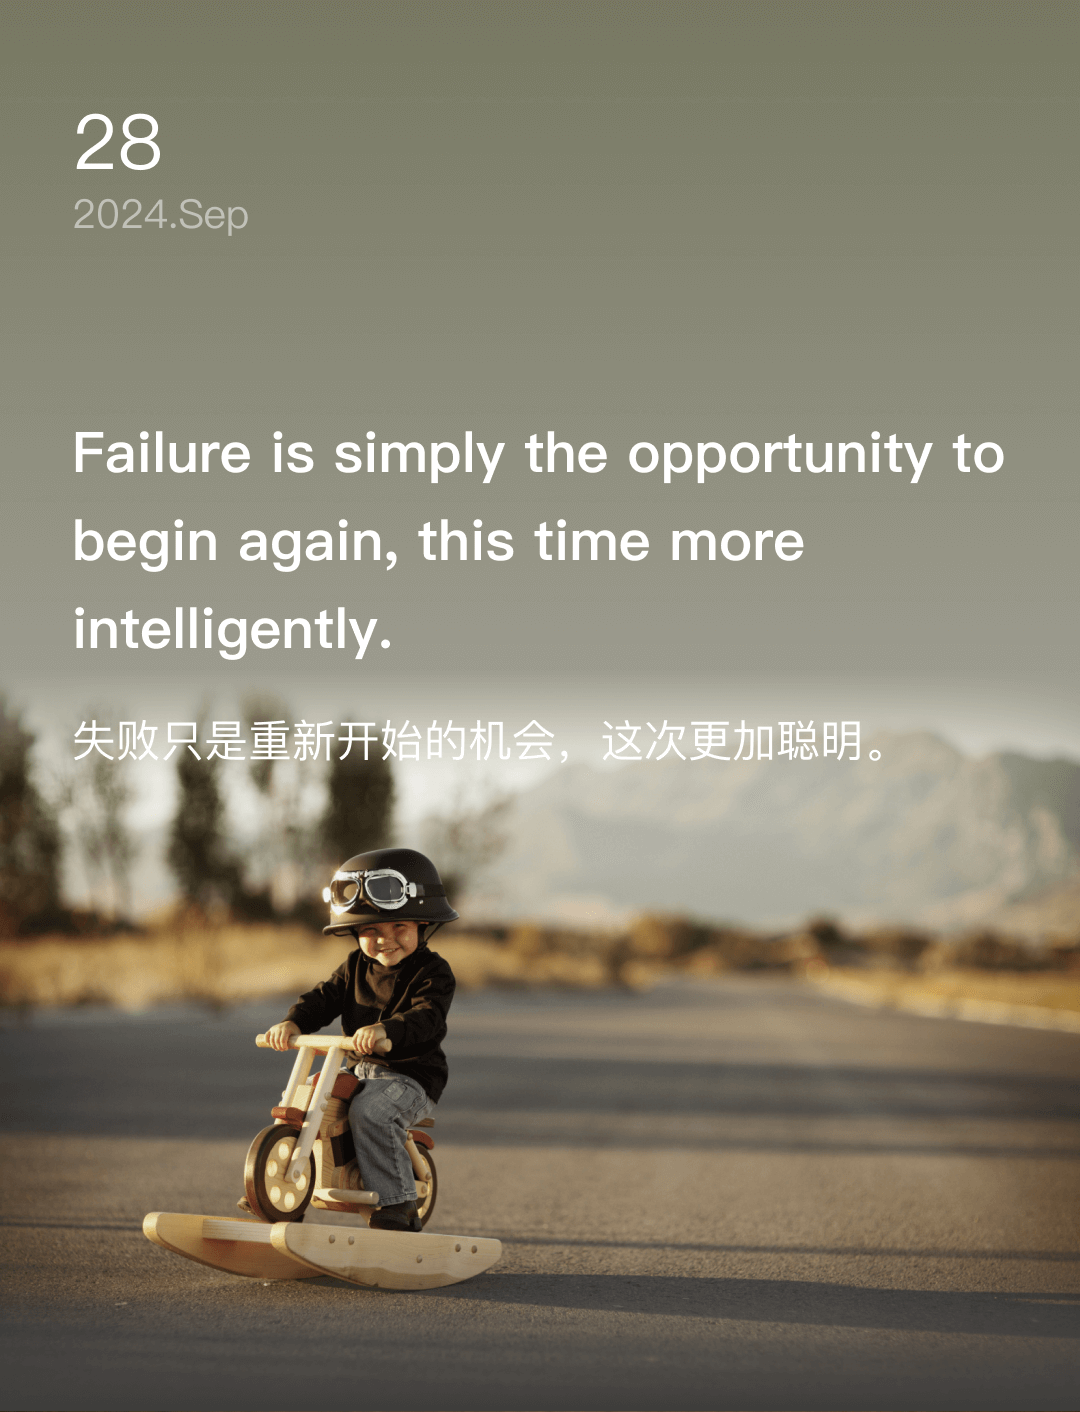 28
2024.Sep
Failure is simply the opportunity to
begin again, this time more
intelligently.
失败只是重新开始的机会，这次更加聪明。